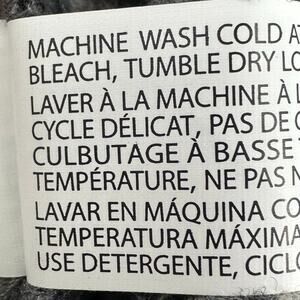 MACHINE WASH COLD
BLEACH, TUMBLE DRY
LAVER À LA MACHINE À
CYCLE DÉLICAT, PAS DE
CULBUTAGE À BASSE
TEMPÉRATURE, NE PAS
LAVAR EN MÁQUINA
TEMPERATURA MÁXIMA
USE DETERGENTE,